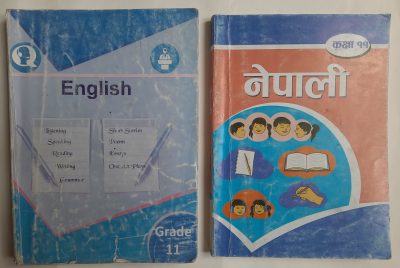 English
Listening
Speaking
Reading
Writing
Grammar
Short Stories
Poems
Essays
One Act Plays
Grade
11
कक्षा ११
नेपाली